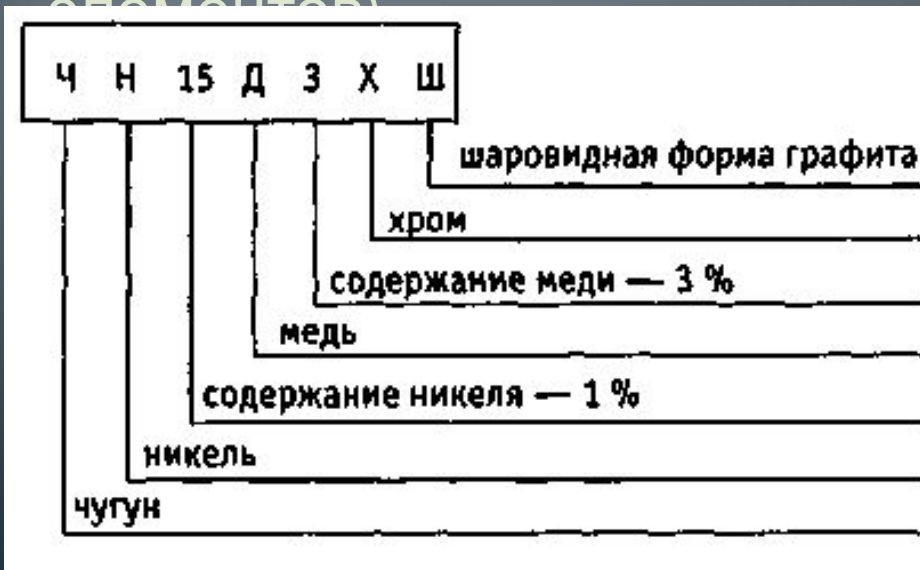 Ч Н 15 Д 3 Х Ш
шаровидная форма графита
хром
содержание меди — 3 %
медь
содержание никеля — 1 %
никель
чугун